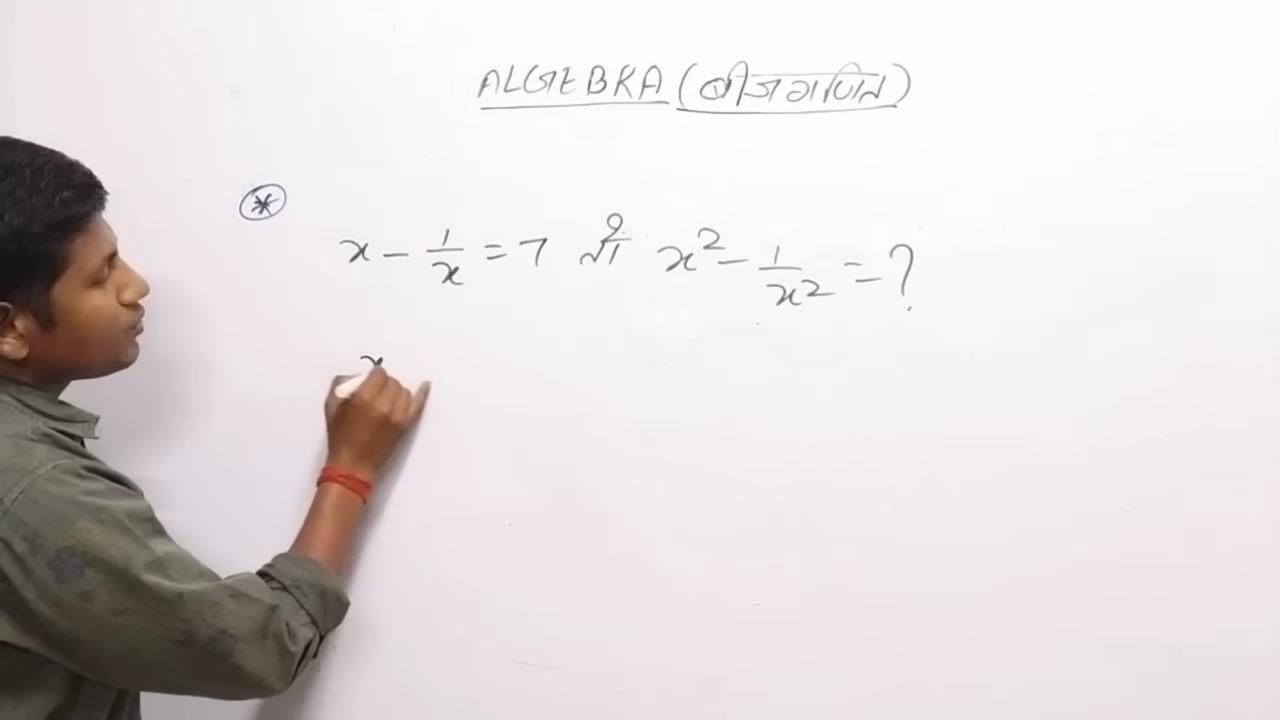 ALGEBRA (बीजगणित)
*
x - 1/x = 7 तो x² - 1/x² = ?
x